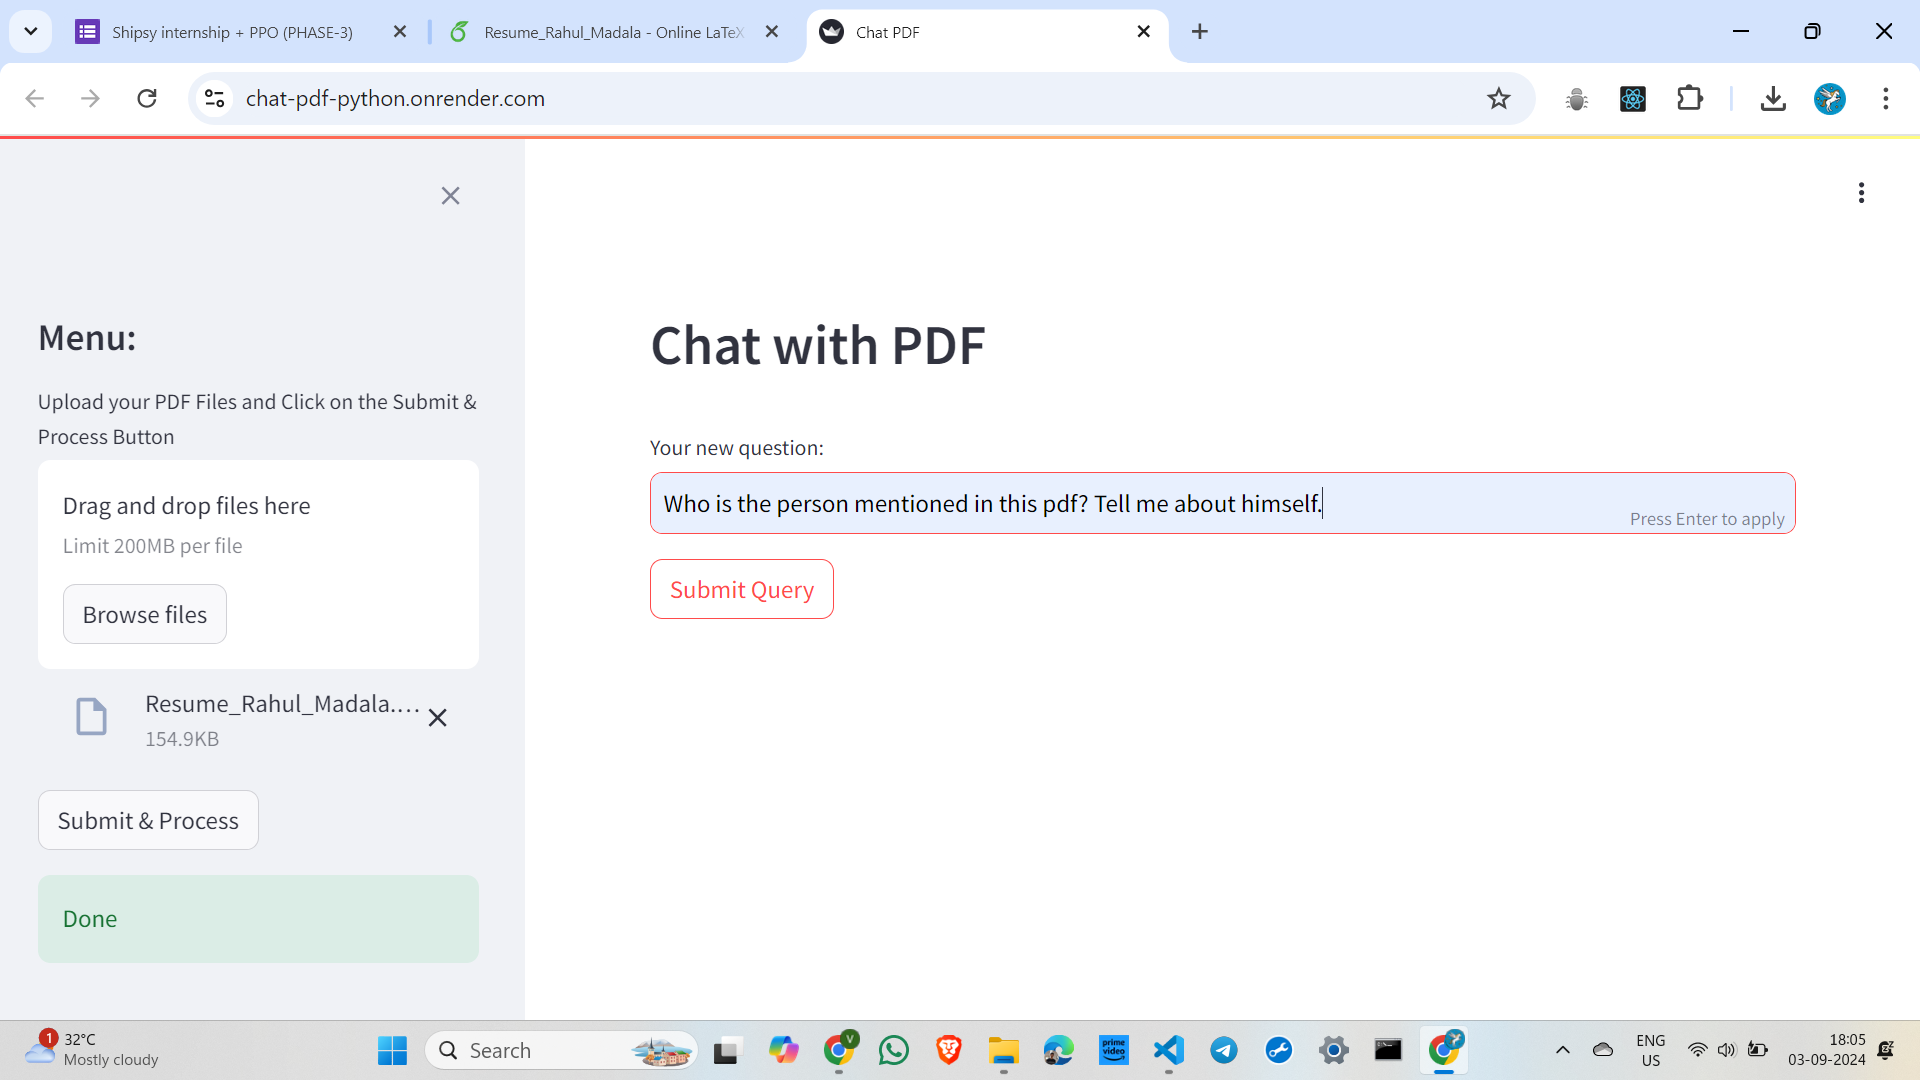 Shipsy internship + PPO (PHASE-3)
Resume_Rahul_Madala - Online LaTeX
Chat PDF
chat-pdf-python.onrender.com
Menu:
Upload your PDF Files and Click on the Submit &
Process Button
Drag and drop files here
Limit 200MB per file
Browse files
Resume_Rahul_Madala....
154.9KB
Submit & Process
Done
Chat with PDF
Your new question:
Who is the person mentioned in this pdf? Tell me about himself.
Press Enter to apply
Submit Query
1
32°C
Mostly cloudy
Search
V
prime
video
ENG
US
18:05
03-09-2024